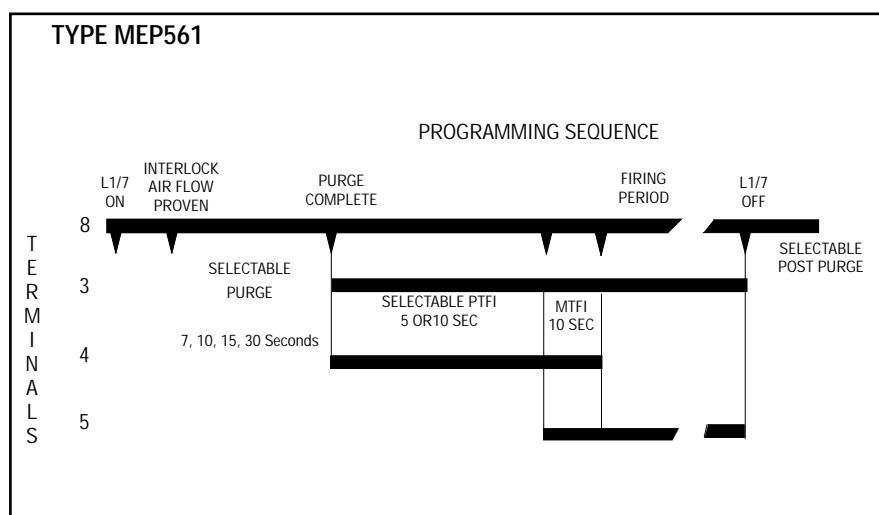 TYPE MEP561
PROGRAMMING SEQUENCE
L1/7
ON
INTERLOCK
AIR FLOW
PROVEN
PURGE
COMPLETE
FIRING
PERIOD
L1/7
OFF
TERMINALS
8
SELECTABLE
POST PURGE
SELECTABLE
PURGE
3
SELECTABLE PTFI
5 OR10 SEC
MTFI
10 SEC
7, 10, 15, 30 Seconds
4
5